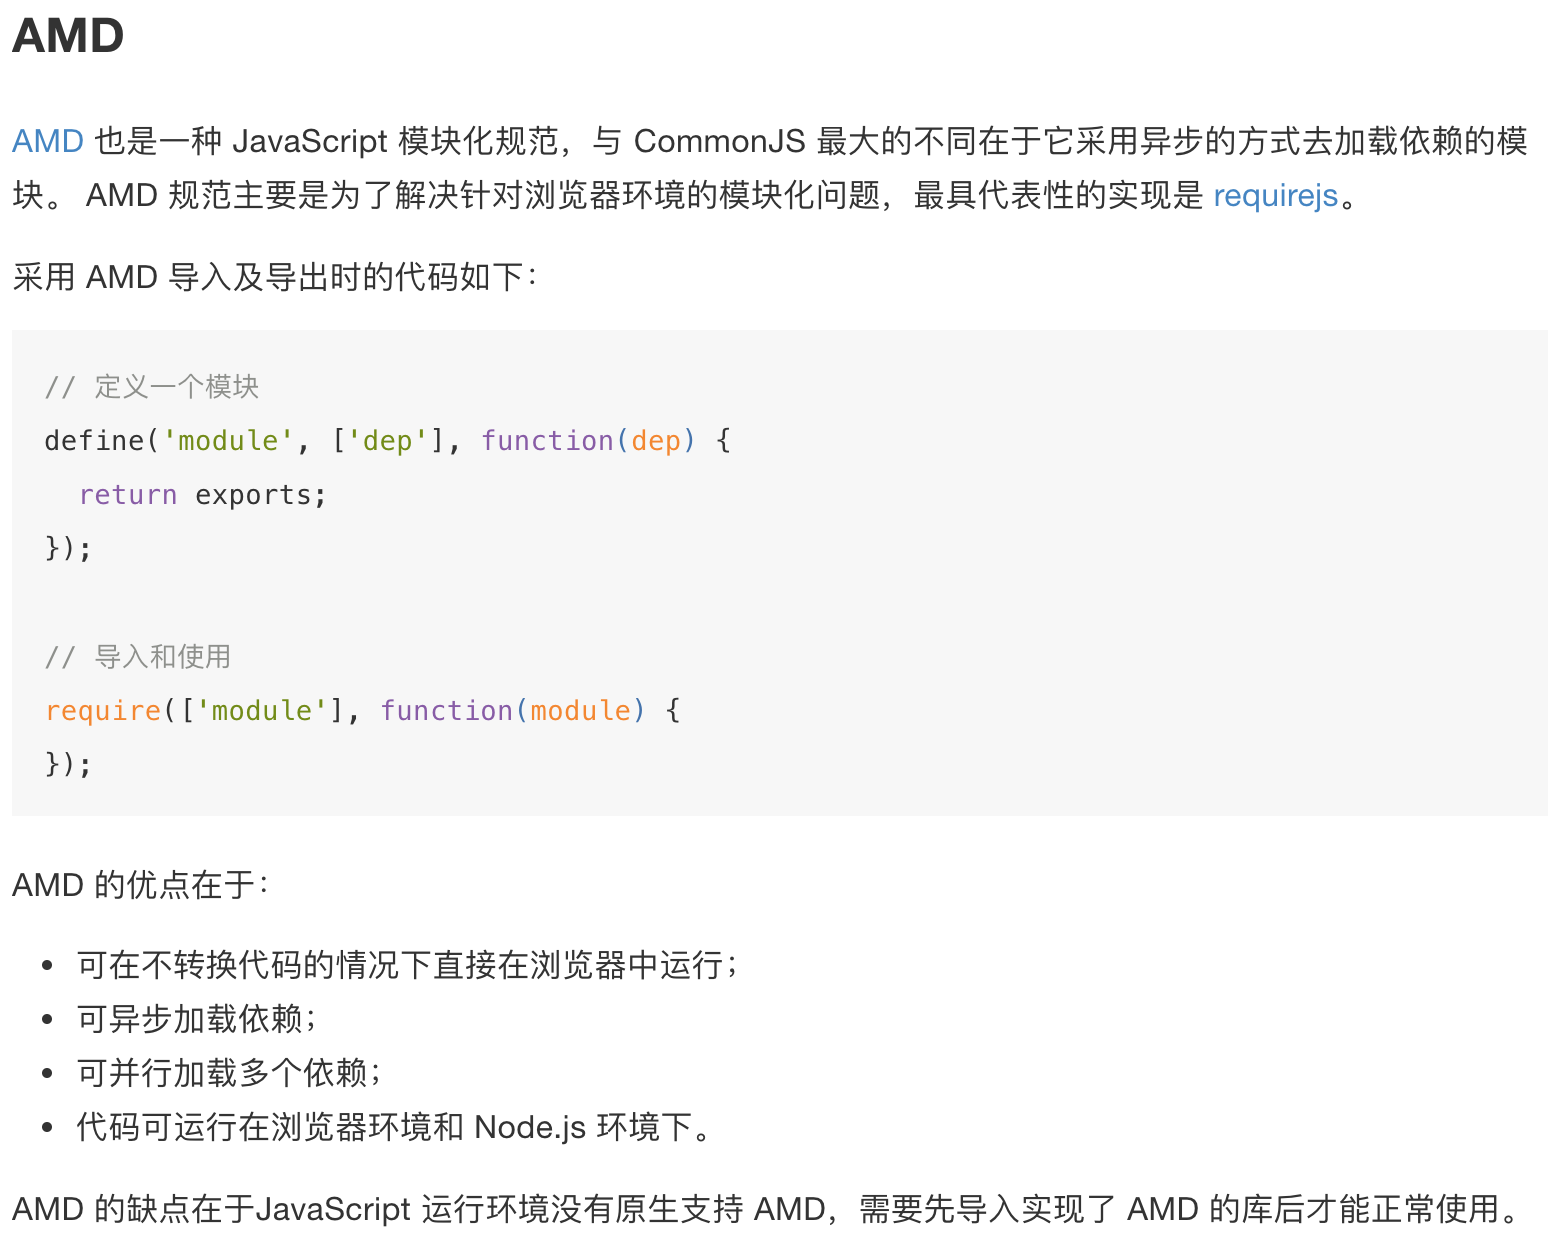 AMD
AMD 也是一种 JavaScript 模块化规范，与 CommonJS 最大的不同在于它采用异步的方式去加载依赖的模
块。 AMD 规范主要是为了解决针对浏览器环境的模块化问题，最具代表性的实现是 requirejs。
采用 AMD 导入及导出时的代码如下：
// 定义一个模块
define('module', ['dep'], function(dep) {
  return exports;
});
// 导入和使用
require(['module'], function(module) {
});
AMD 的优点在于：
• 可在不转换代码的情况下直接在浏览器中运行；
• 可异步加载依赖；
• 可并行加载多个依赖；
• 代码可运行在浏览器环境和 Node.js 环境下。
AMD 的缺点在于JavaScript 运行环境没有原生支持 AMD，需要先导入实现了 AMD 的库后才能正常使用。